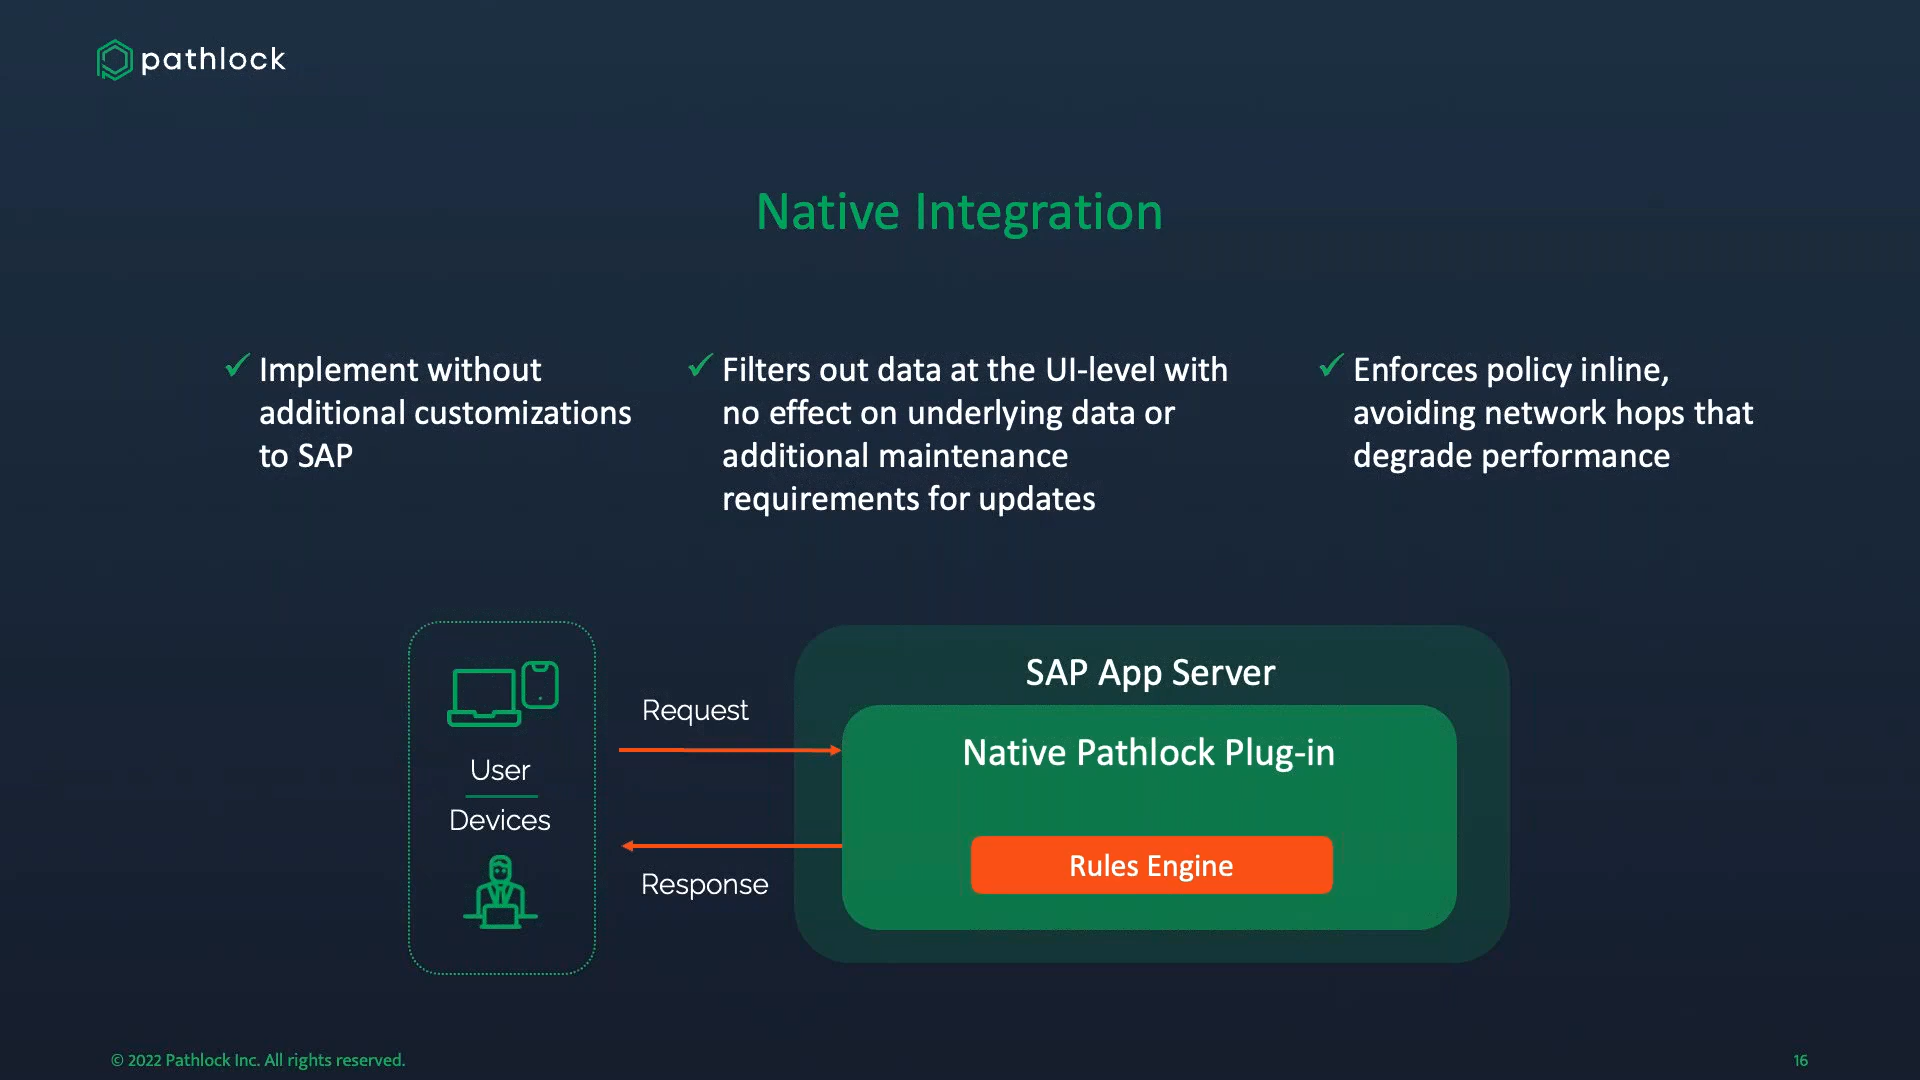 pathlock
Native Integration
✓ Implement without
additional customizations
to SAP
✓ Filters out data at the UI-level with
no effect on underlying data or
additional maintenance
requirements for updates
✓ Enforces policy inline,
avoiding network hops that
degrade performance
User
Devices
Request
Response
SAP App Server
Native Pathlock Plug-in
Rules Engine
© 2022 Pathlock Inc. All rights reserved.
16